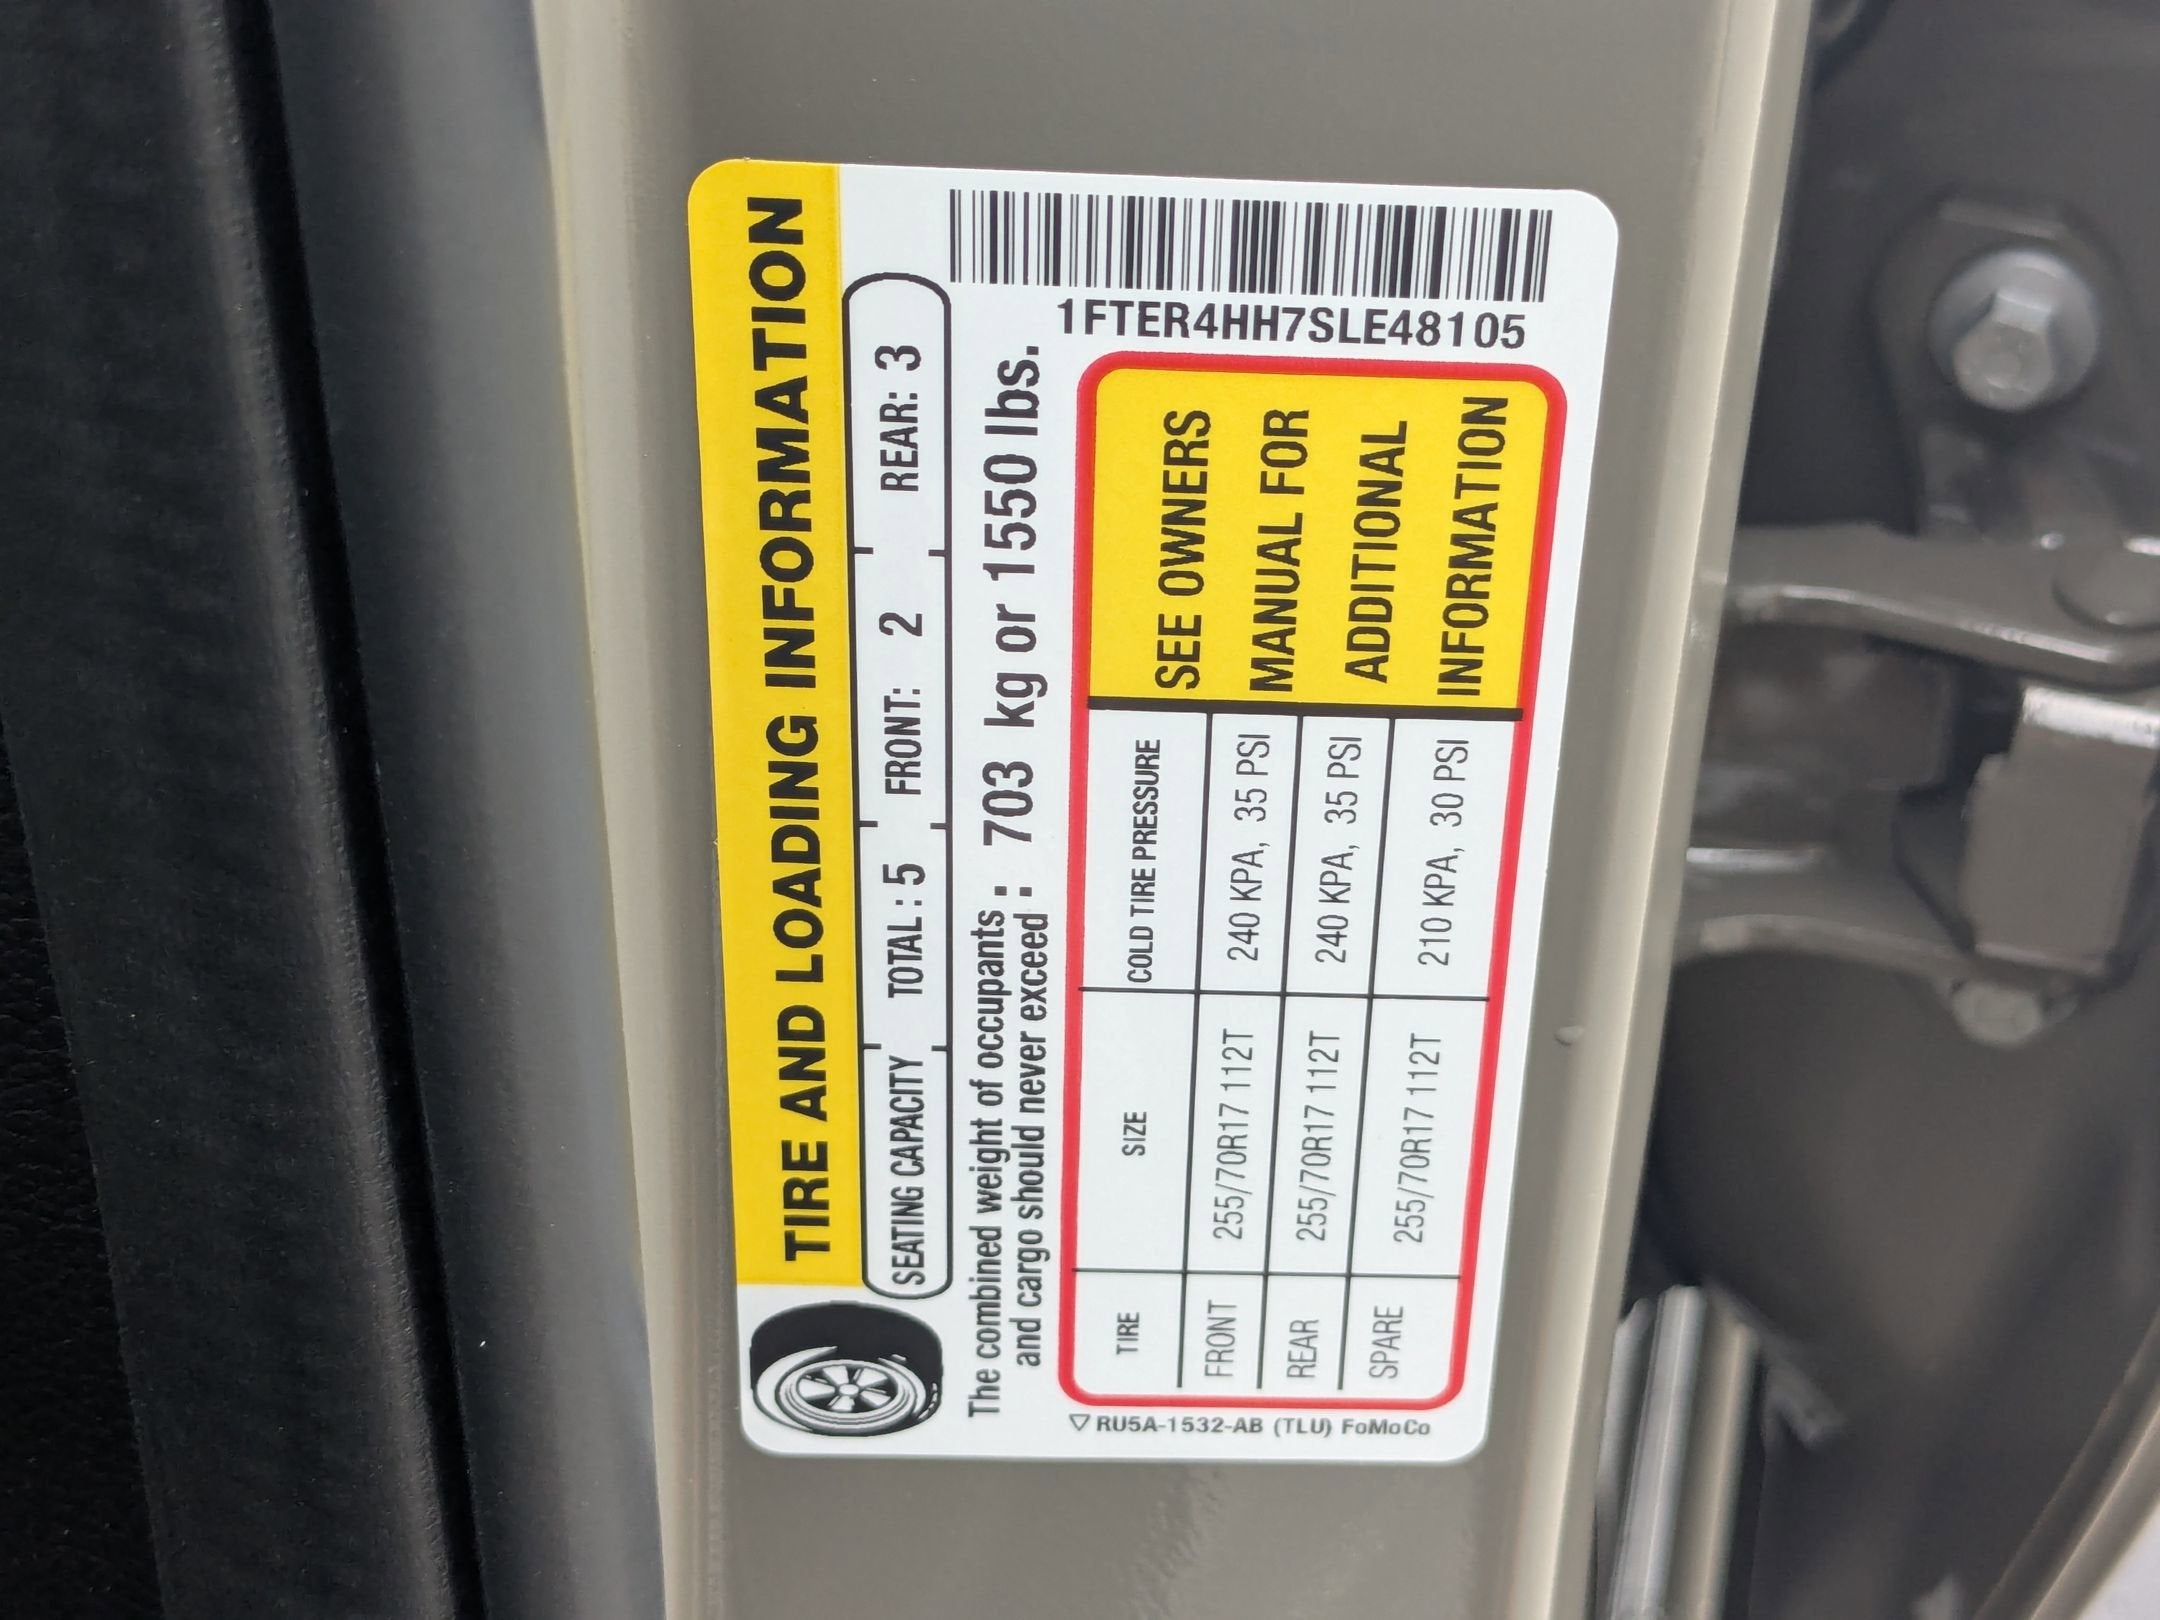 TIRE AND LOADING INFORMATION
SEATING CAPACITY TOTAL : 5 FRONT: 2 REAR: 3
The combined weight of occupants :
and cargo should never exceed : 703 kg or 1550 lbs.
1FTER4HH7SLE48105
TIRE SIZE COLD TIRE PRESSURE
FRONT 255/70R17 112T 240 KPA, 35 PSI
REAR 255/70R17 112T 240 KPA, 35 PSI
SPARE 255/70R17 112T 210 KPA, 30 PSI
SEE OWNERS
MANUAL FOR
ADDITIONAL
INFORMATION
RU5A-1532-AB (TLU) FoMoCo